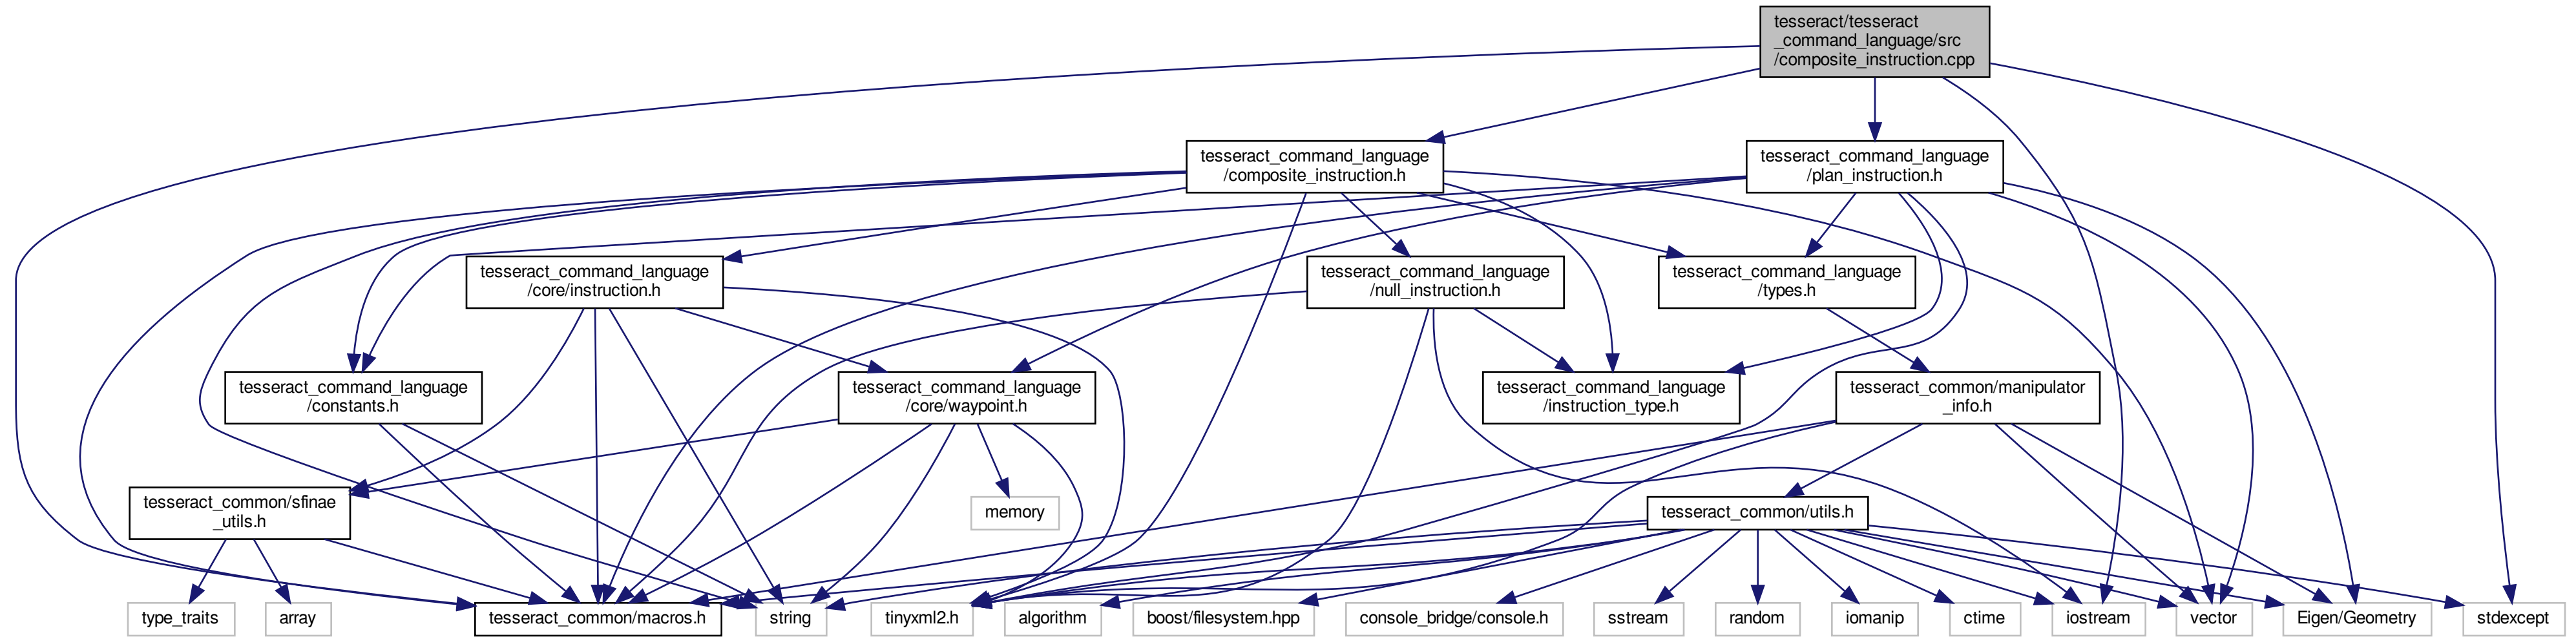 tesseract/tesseract
_command_language/src
/composite_instruction.cpp
tesseract_command_language
/composite_instruction.h
tesseract_command_language
/plan_instruction.h
tesseract_command_language
/core/instruction.h
tesseract_command_language
/null_instruction.h
tesseract_command_language
/types.h
tesseract_command_language
/constants.h
tesseract_command_language
/core/waypoint.h
tesseract_command_language
/instruction_type.h
tesseract_common/manipulator
_info.h
tesseract_common/sfinae
_utils.h
memory
tesseract_common/utils.h
type_traits
array
tesseract_common/macros.h
string
tinyxml2.h
algorithm
boost/filesystem.hpp
console_bridge/console.h
sstream
random
iomanip
ctime
iostream
vector
Eigen/Geometry
stdexcept